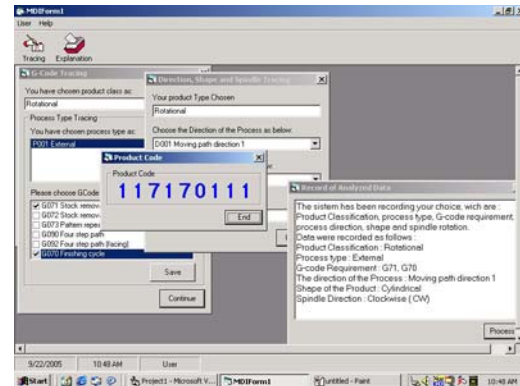 MDIForm1
User Help
Tracing Explanation
G-Code Tracing
You have chosen product class as:
Rotational
Process Type Tracing
You have chosen process type as:
P001 External
Please choose GCode
G071 Stock remov
G072 Stock remov
G073 Pattern repea
G090 Four step path
G092 Four step path (facing)
G070 Finishing cycle
Save
Continue
Direction, Shape and Spindle Tracing
Your product Type Chosen
Rotational
Choose the Direction of the Process as below:
D001 Moving path direction 1
Product Code
Product Code
117170111
End
Record of Analyzed Data
The sistem has been recording your choice, wich are :
Product Classification, process type, G-code requirement,
process direction, shape and spindle rotation.
Data were recorded as follows :
Product Classification : Rotational
Process type : External
G-code Requirement : G71, G70
The direction of the Process : Moving path direction 1
Shape of the Product : Cylindrical
Spindle Direction : Clockwise ( CW )
Process
9/22/2005 10:48 AM User
Start Project1 - Microsoft V... MDIForm1 untitled - Paint 10:48 AM